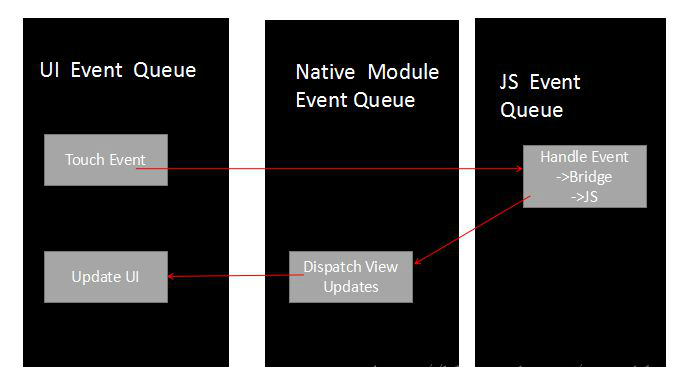 UI Event Queue
Native Module
Event Queue
JS Event
Queue
Touch Event
Handle Event
->Bridge
->JS
Update UI
Dispatch View
Updates